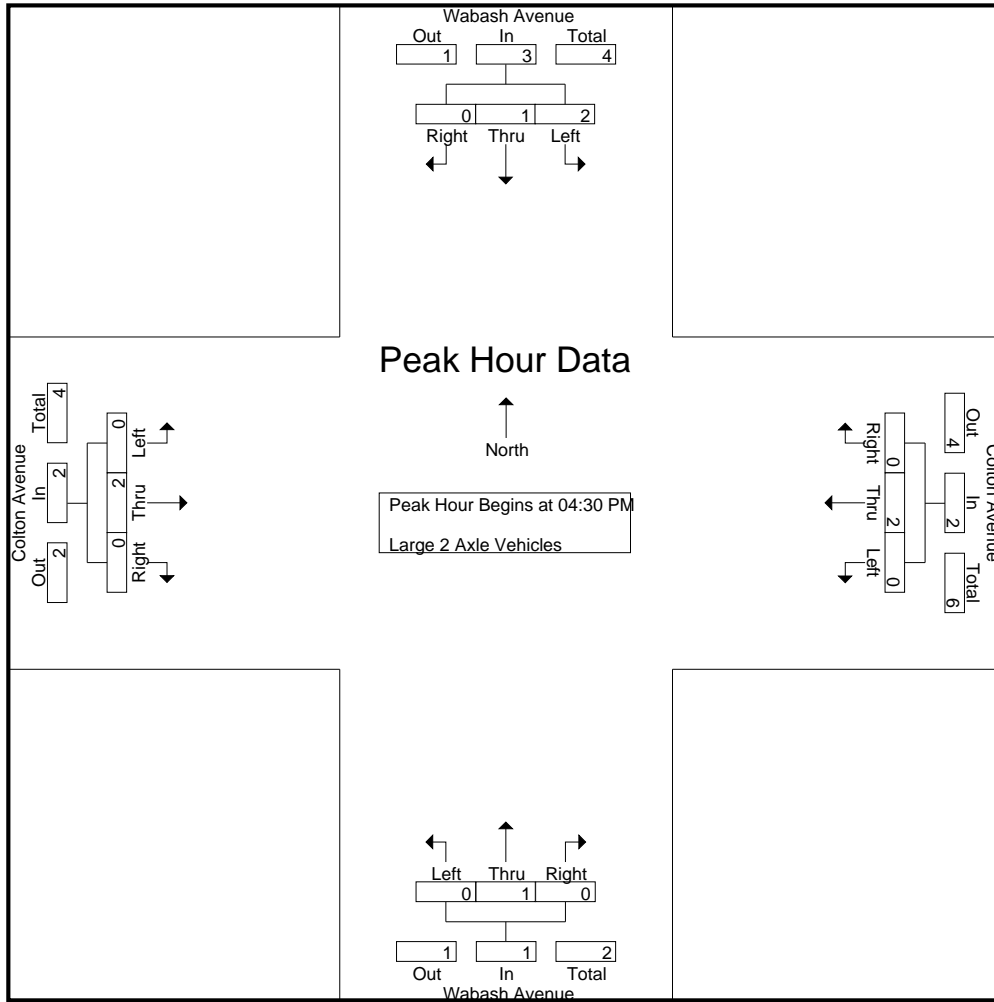 Wabash Avenue
Out In Total
1 3 4
0 1 2
Right Thru Left
Peak Hour Data
North
Peak Hour Begins at 04:30 PM
Large 2 Axle Vehicles
Colton Avenue
Out In Total
2 2 4
Left Thru Right
0 2 0
Colton Avenue
Out In Total
4 2 6
Right Thru Left
0 2 0
Left Thru Right
0 1 0
1 1 2
Out In Total
Wabash Avenue